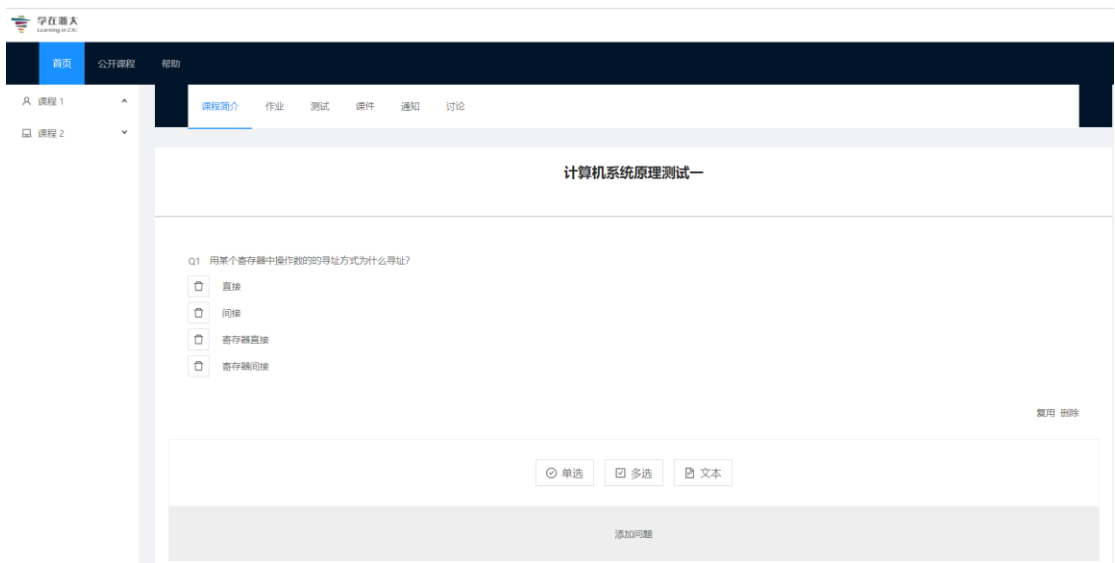 学在浙大
Learning in ZJU
首页 公开课程 帮助
课程 1
课程 2
课程简介 作业 测试 课件 通知 讨论
计算机系统原理测试一
Q1 用某个寄存器中操作数的的寻址方式为什么寻址?
直接
间接
寄存器直接
寄存器间接
复用 删除
单选 多选 文本
添加问题